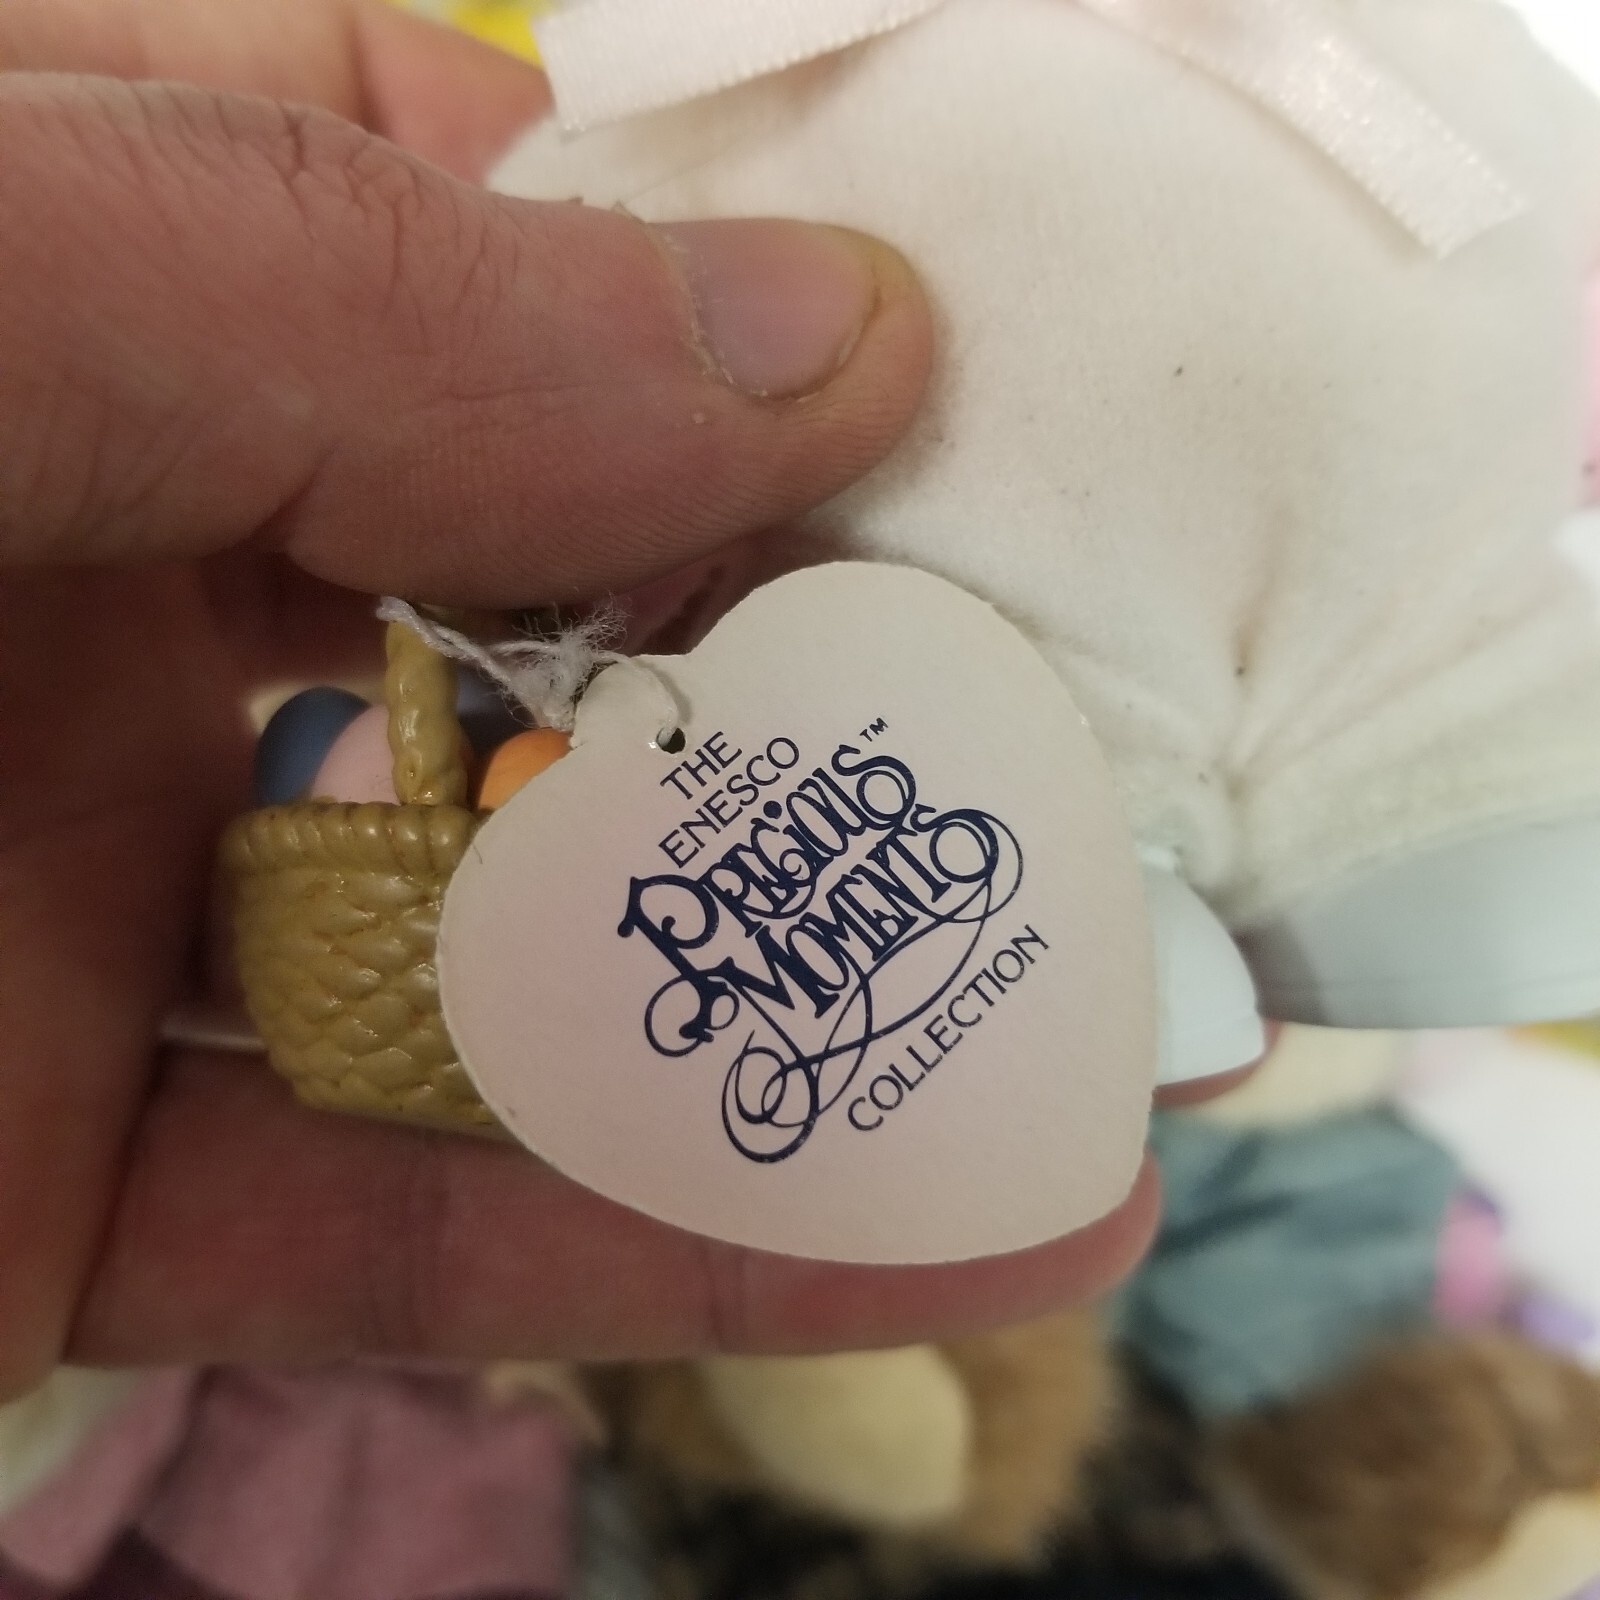 THE
ENESCO
PRECIOUS™
MOMENTS
COLLECTION